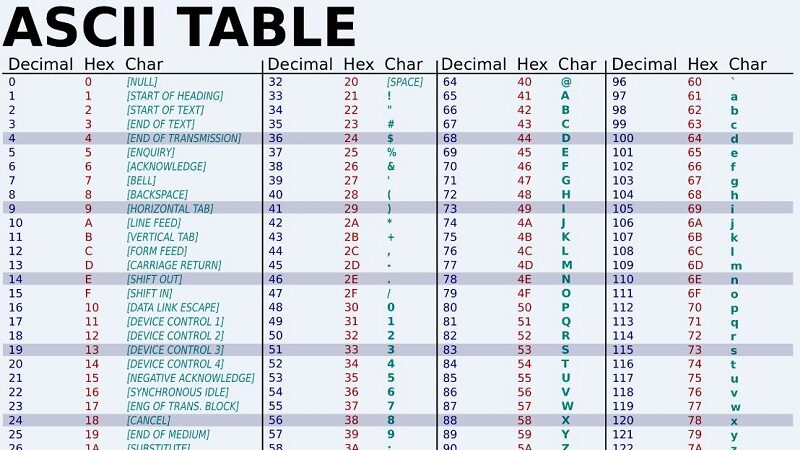 ASCII TABLE
Decimal Hex Char Decimal Hex Char Decimal Hex Char Decimal Hex Char
0 0 [NULL] 32 20 [SPACE] 64 40 @ 96 60 `
1 1 [START OF HEADING] 33 21 ! 65 41 A 97 61 a
2 2 [START OF TEXT] 34 22 " 66 42 B 98 62 b
3 3 [END OF TEXT] 35 23 # 67 43 C 99 63 c
4 4 [END OF TRANSMISSION] 36 24 $ 68 44 D 100 64 d
5 5 [ENQUIRY] 37 25 % 69 45 E 101 65 e
6 6 [ACKNOWLEDGE] 38 26 & 70 46 F 102 66 f
7 7 [BELL] 39 27 ' 71 47 G 103 67 g
8 8 [BACKSPACE] 40 28 ( 72 48 H 104 68 h
9 9 [HORIZONTAL TAB] 41 29 ) 73 49 I 105 69 i
10 A [LINE FEED] 42 2A * 74 4A J 106 6A j
11 B [VERTICAL TAB] 43 2B + 75 4B K 107 6B k
12 C [FORM FEED] 44 2C , 76 4C L 108 6C l
13 D [CARRIAGE RETURN] 45 2D - 77 4D M 109 6D m
14 E [SHIFT OUT] 46 2E . 78 4E N 110 6E n
15 F [SHIFT IN] 47 2F / 79 4F O 111 6F o
16 10 [DATA LINK ESCAPE] 48 30 0 80 50 P 112 70 p
17 11 [DEVICE CONTROL 1] 49 31 1 81 51 Q 113 71 q
18 12 [DEVICE CONTROL 2] 50 32 2 82 52 R 114 72 r
19 13 [DEVICE CONTROL 3] 51 33 3 83 53 S 115 73 s
20 14 [DEVICE CONTROL 4] 52 34 4 84 54 T 116 74 t
21 15 [NEGATIVE ACKNOWLEDGE] 53 35 5 85 55 U 117 75 u
22 16 [SYNCHRONOUS IDLE] 54 36 6 86 56 V 118 76 v
23 17 [ENG OF TRANS. BLOCK] 55 37 7 87 57 W 119 77 w
24 18 [CANCEL] 56 38 8 88 58 X 120 78 x
25 19 [END OF MEDIUM] 57 39 9 89 59 Y 121 79 y
26 1A [SUBSTITUTE] 58 3A : 90 5A Z 122 7A z